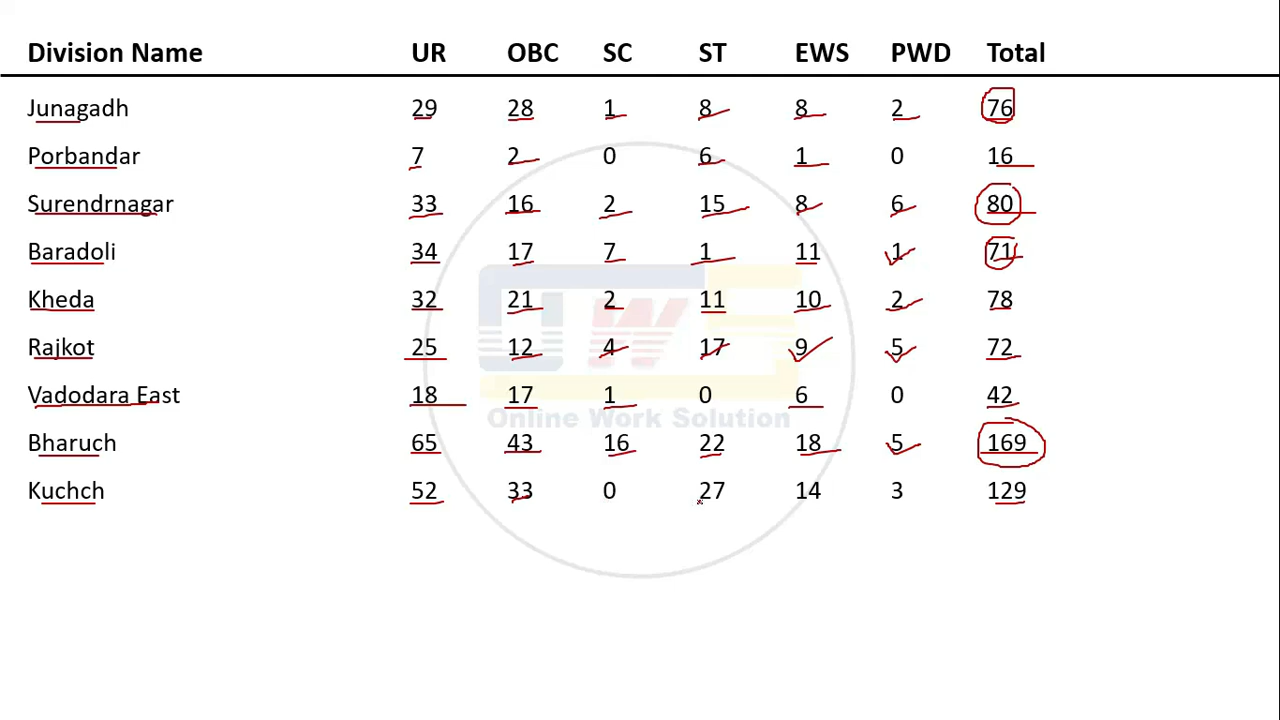 Division Name UR OBC SC ST EWS PWD Total
Junagadh 29 28 1 8 8 2 76
Porbandar 7 2 0 6 1 0 16
Surendrnagar 33 16 2 15 8 6 80
Baradoli 34 17 7 1 11 1 71
Kheda 32 21 2 11 10 2 78
Rajkot 25 12 4 17 9 5 72
OWS
Vadodara East 18 17 1 0 6 0 42
Online Work Solution
Bharuch 65 43 16 22 18 5 169
Kuchch 52 33 0 27 14 3 129